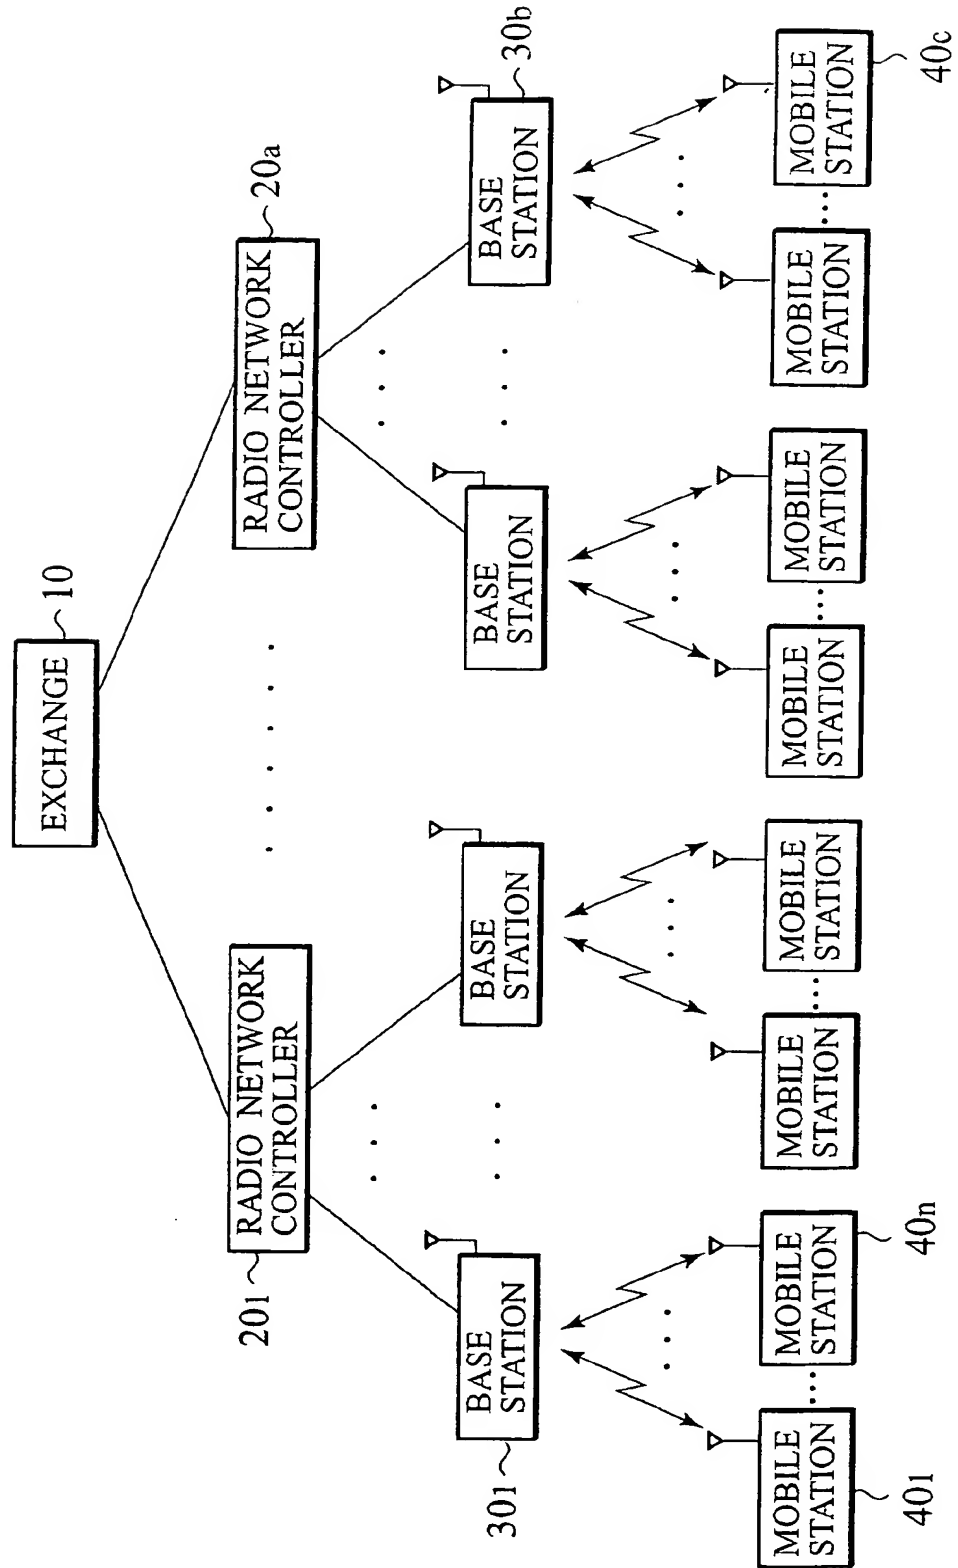 EXCHANGE
10
RADIO NETWORK
CONTROLLER
201
RADIO NETWORK
CONTROLLER
20a
BASE
STATION
301
BASE
STATION
BASE
STATION
BASE
STATION
30b
MOBILE
STATION
401
MOBILE
STATION
40n
MOBILE
STATION
MOBILE
STATION
MOBILE
STATION
MOBILE
STATION
MOBILE
STATION
MOBILE
STATION
40c